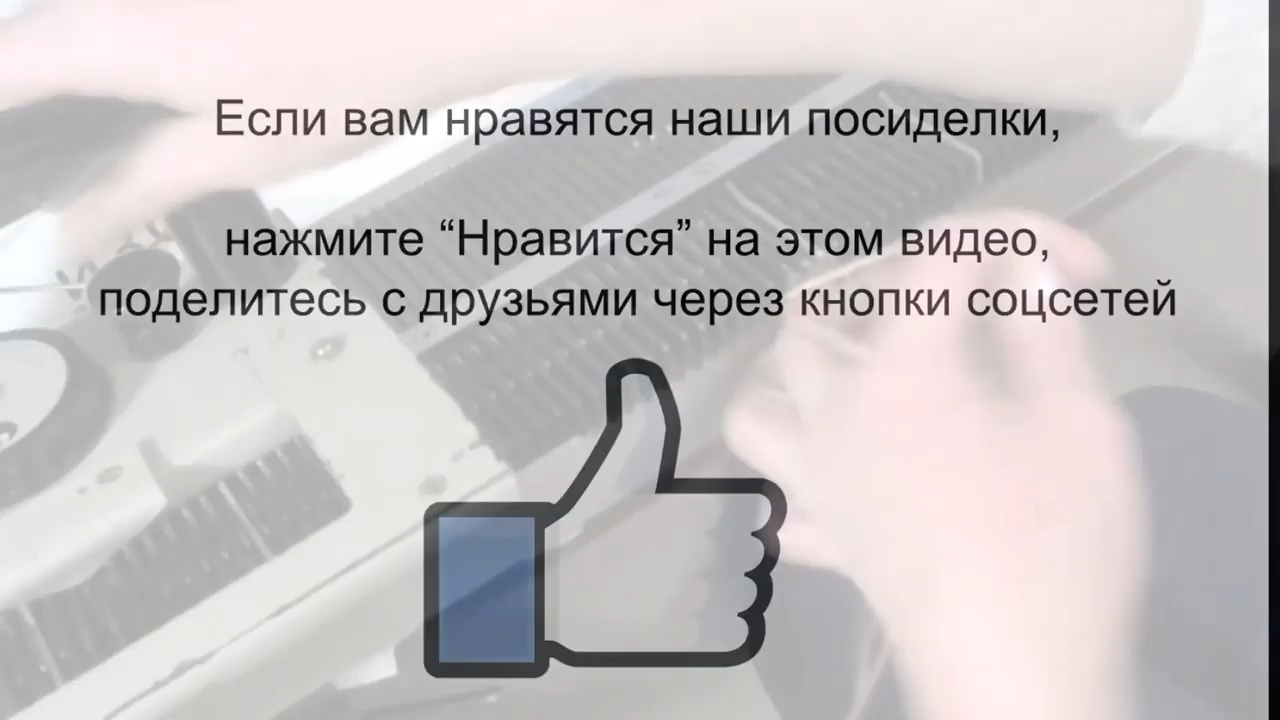 Если вам нравятся наши посиделки,
нажмите “Нравится” на этом видео,
поделитесь с друзьями через кнопки соцсетей